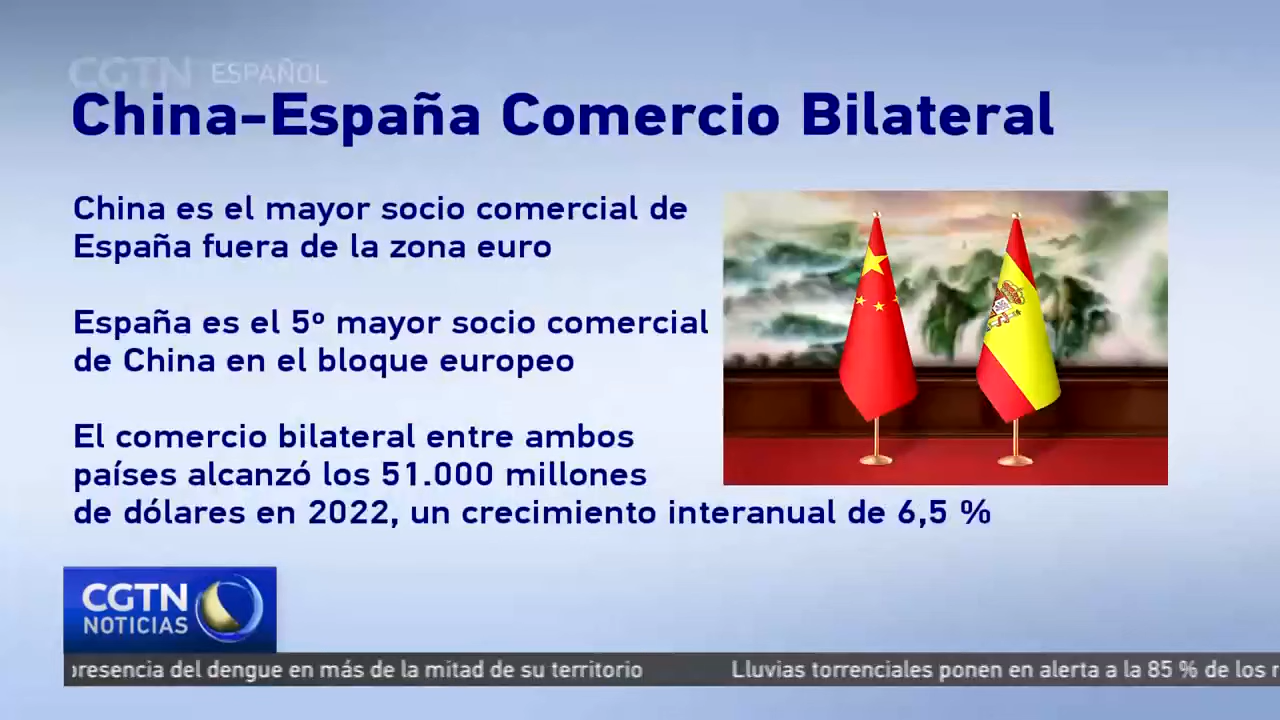 CGTN ESPAÑOL
China-España Comercio Bilateral
China es el mayor socio comercial de
España fuera de la zona euro
España es el 5º mayor socio comercial
de China en el bloque europeo
El comercio bilateral entre ambos
países alcanzó los 51.000 millones
de dólares en 2022, un crecimiento interanual de 6,5 %
CGTN
NOTICIAS
presencia del dengue en más de la mitad de su territorio Lluvias torrenciales ponen en alerta a la 85 % de los